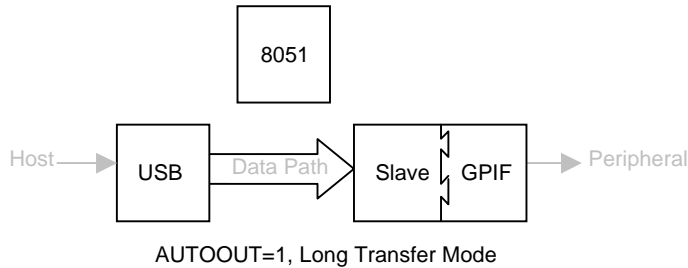 8051
Host
USB
Data Path
Slave
GPIF
Peripheral
AUTOOUT=1, Long Transfer Mode